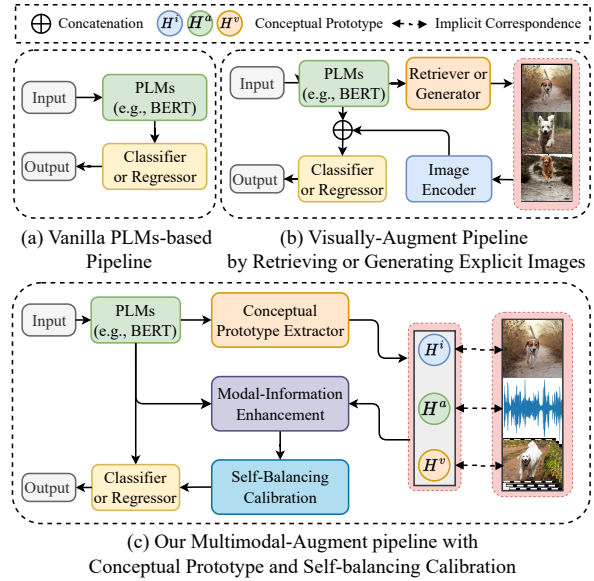 Concatenation H^i H^a H^v Conceptual Prototype Implicit Correspondence
Input
PLMs
(e.g., BERT)
Output
Classifier
or Regressor
(a) Vanilla PLMs-based
Pipeline
Input
PLMs
(e.g., BERT)
Retriever or
Generator
Output
Classifier
or Regressor
Image
Encoder
(b) Visually-Augment Pipeline
by Retrieving or Generating Explicit Images
Input
PLMs
(e.g., BERT)
Conceptual
Prototype Extractor
H^i
Modal-Information
Enhancement
H^a
Output
Classifier
or Regressor
Self-Balancing
Calibration
H^v
(c) Our Multimodal-Augment pipeline with
Conceptual Prototype and Self-balancing Calibration